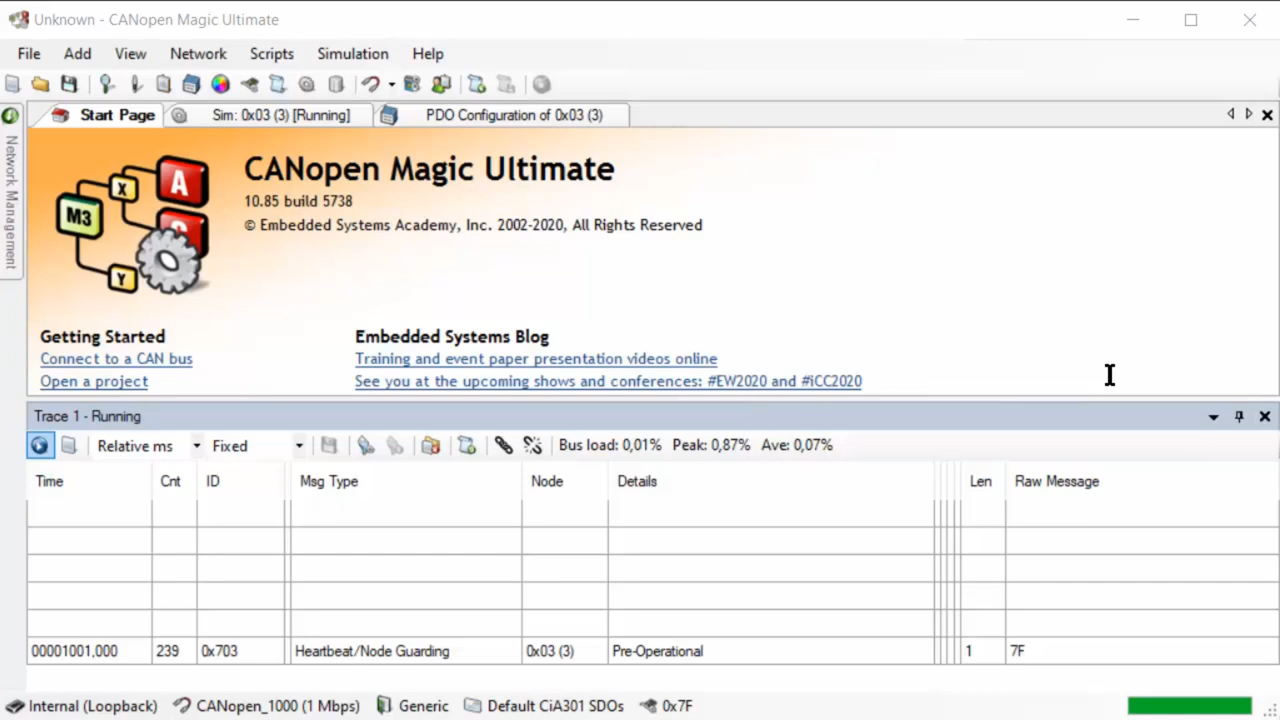 Unknown - CANopen Magic Ultimate
File Add View Network Scripts Simulation Help
Start Page Sim: 0x03 (3) [Running] PDO Configuration of 0x03 (3)
Network Management
X A
M3
Y
CANopen Magic Ultimate
10.85 build 5738
© Embedded Systems Academy, Inc. 2002-2020, All Rights Reserved
Getting Started
Connect to a CAN bus
Open a project
Embedded Systems Blog
Training and event paper presentation videos online
See you at the upcoming shows and conferences: #EW2020 and #iCC2020
Trace 1 - Running
Relative ms Fixed Bus load: 0,01% Peak: 0,87% Ave: 0,07%
Time Cnt ID Msg Type Node Details Len Raw Message
00001001,000 239 0x703 Heartbeat/Node Guarding 0x03 (3) Pre-Operational 1 7F
Internal (Loopback) CANopen_1000 (1 Mbps) Generic Default CiA301 SDOs 0x7F